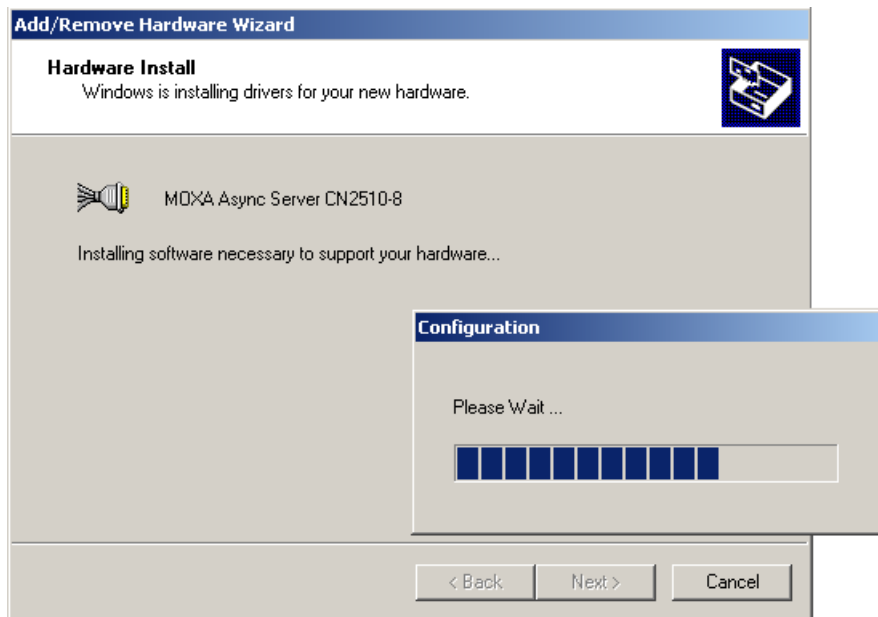 Add/Remove Hardware Wizard
Hardware Install
Windows is installing drivers for your new hardware.
MOXA Async Server CN2510-8
Installing software necessary to support your hardware...
Configuration
Please Wait ...
< Back
Next >
Cancel